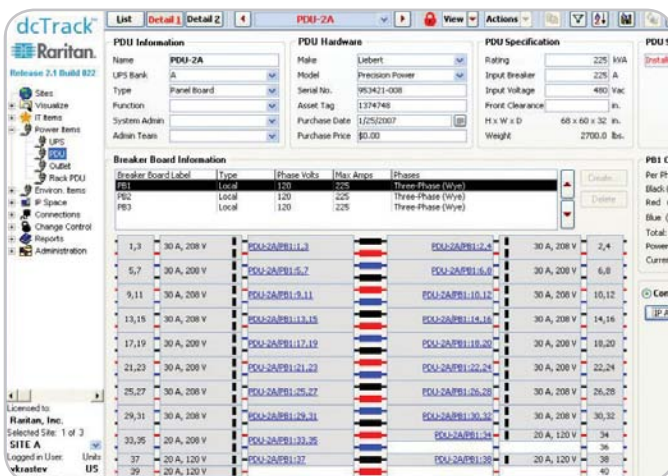 dcTrack™
Raritan.
Release 2.1 Build 822
Sites
Visualize
IT Items
Power Items
UPS
PDU
Outlet
Rack PDU
Environ. Items
IP Space
Connections
Change Control
Reports
Administration
Licensed to:
Raritan, Inc.
Selected Site: 1 of 3
SITE A
Logged in User: Units
vkrastev US
List Detail 1 Detail 2 PDU-2A View Actions
PDU Information
Name PDU-2A
UPS Bank A
Type Panel Board
Function
System Admin
Admin Team
PDU Hardware
Make Liebert
Model Precision Power
Serial No. 953421-008
Asset Tag 1374748
Purchase Date 1/25/2007
Purchase Price $0.00
PDU Specification
Rating 225 kVA
Input Breaker 225 A
Input Voltage 480 Vac
Front Clearance in.
H x W x D 68 x 60 x 32 in.
Weight 2700.0 lbs.
PDU S
Install
Breaker Board Information
Breaker Board Label Type Phase Volts Max Amps Phases
PB1 Local 120 225 Three-Phase (Wye)
PB2 Local 120 225 Three-Phase (Wye)
PB3 Local 120 225 Three-Phase (Wye)
Create...
Delete
PB1 C
Per Ph
Black (
Red (
Blue (
Total:
Power
Curren
Con
IP A
1,3 30 A, 208 V PDU-2A/PB1:1,3 PDU-2A/PB1:2,4 30 A, 208 V 2,4
5,7 30 A, 208 V PDU-2A/PB1:5,7 PDU-2A/PB1:6,8 30 A, 208 V 6,8
9,11 30 A, 208 V PDU-2A/PB1:9,11 PDU-2A/PB1:10,12 30 A, 208 V 10,12
13,15 30 A, 208 V PDU-2A/PB1:13,15 PDU-2A/PB1:14,16 30 A, 208 V 14,16
17,19 30 A, 208 V PDU-2A/PB1:17,19 PDU-2A/PB1:18,20 30 A, 208 V 18,20
21,23 30 A, 208 V PDU-2A/PB1:21,23 PDU-2A/PB1:22,24 30 A, 208 V 22,24
25,27 30 A, 208 V PDU-2A/PB1:25,27 PDU-2A/PB1:26,28 30 A, 208 V 26,28
29,31 30 A, 208 V PDU-2A/PB1:29,31 PDU-2A/PB1:30,32 30 A, 208 V 30,32
33,35 30 A, 208 V PDU-2A/PB1:33,35 PDU-2A/PB1:34 20 A, 120 V 34
36
37 20 A, 120 V PDU-2A/PB1:37 PDU-2A/PB1:38 20 A, 120 V 38
39 20 A, 120 V 40